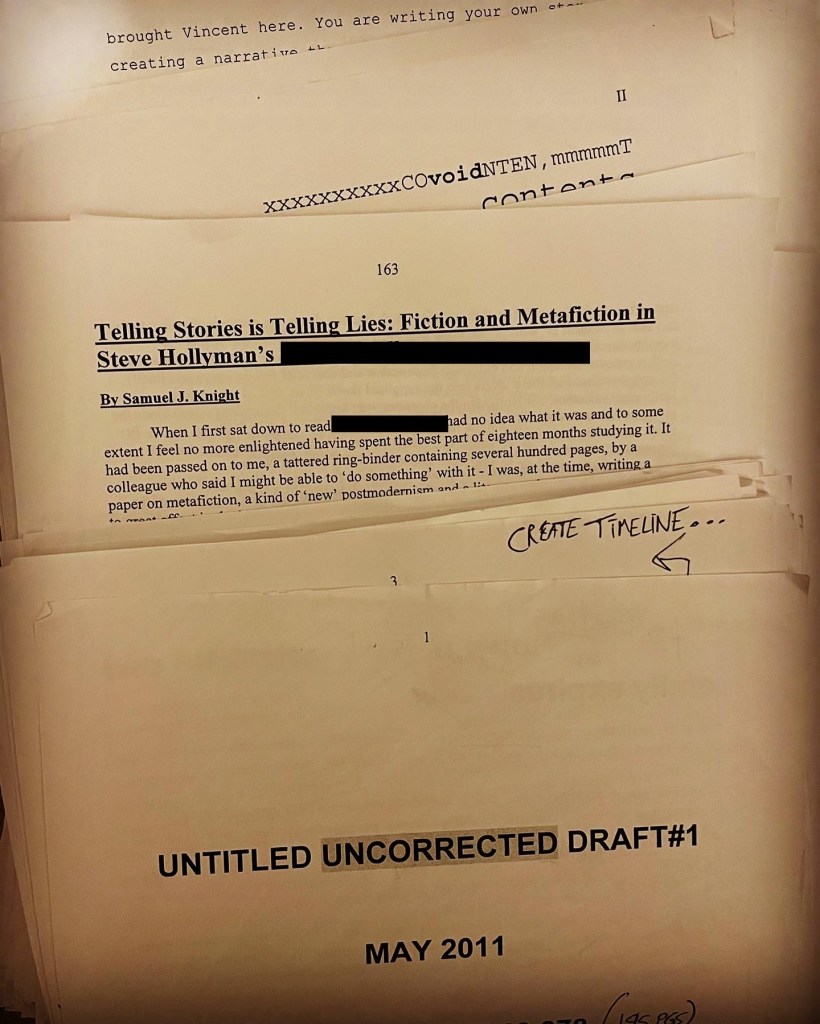 brought Vincent here. You are writing your own
creating a narrative
II
xxxxxxxxxxCOvoidNTEN, mmmmmT
Contents
163
Telling Stories is Telling Lies: Fiction and Metafiction in
Steve Hollyman's
By Samuel J. Knight
When I first sat down to read had no idea what it was and to some
extent I feel no more enlightened having spent the best part of eighteen months studying it. It
had been passed on to me, a tattered ring-binder containing several hundred pages, by a
colleague who said I might be able to 'do something' with it - I was, at the time, writing a
paper on metafiction, a kind of 'new' postmodernism and a
CREATE TIMELINE...
3
1
UNTITLED UNCORRECTED DRAFT#1
MAY 2011
(195 PGS)